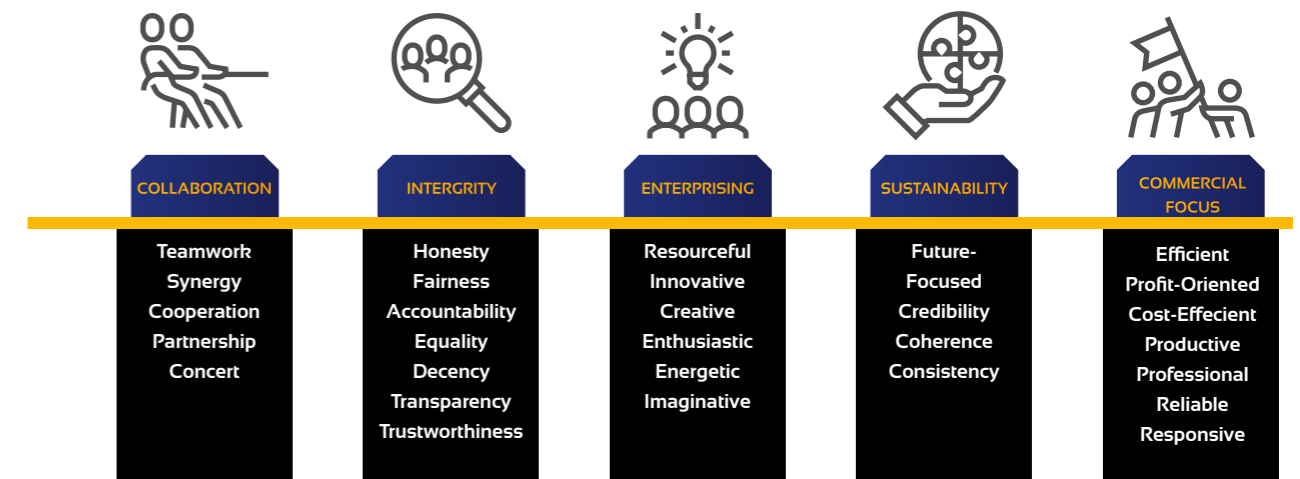 COLLABORATION
Teamwork
Synergy
Cooperation
Partnership
Concert
INTERGRITY
Honesty
Fairness
Accountability
Equality
Decency
Transparency
Trustworthiness
ENTERPRISING
Resourceful
Innovative
Creative
Enthusiastic
Energetic
Imaginative
SUSTAINABILITY
Future-
Focused
Credibility
Coherence
Consistency
COMMERCIAL
FOCUS
Efficient
Profit-Oriented
Cost-Effecient
Productive
Professional
Reliable
Responsive